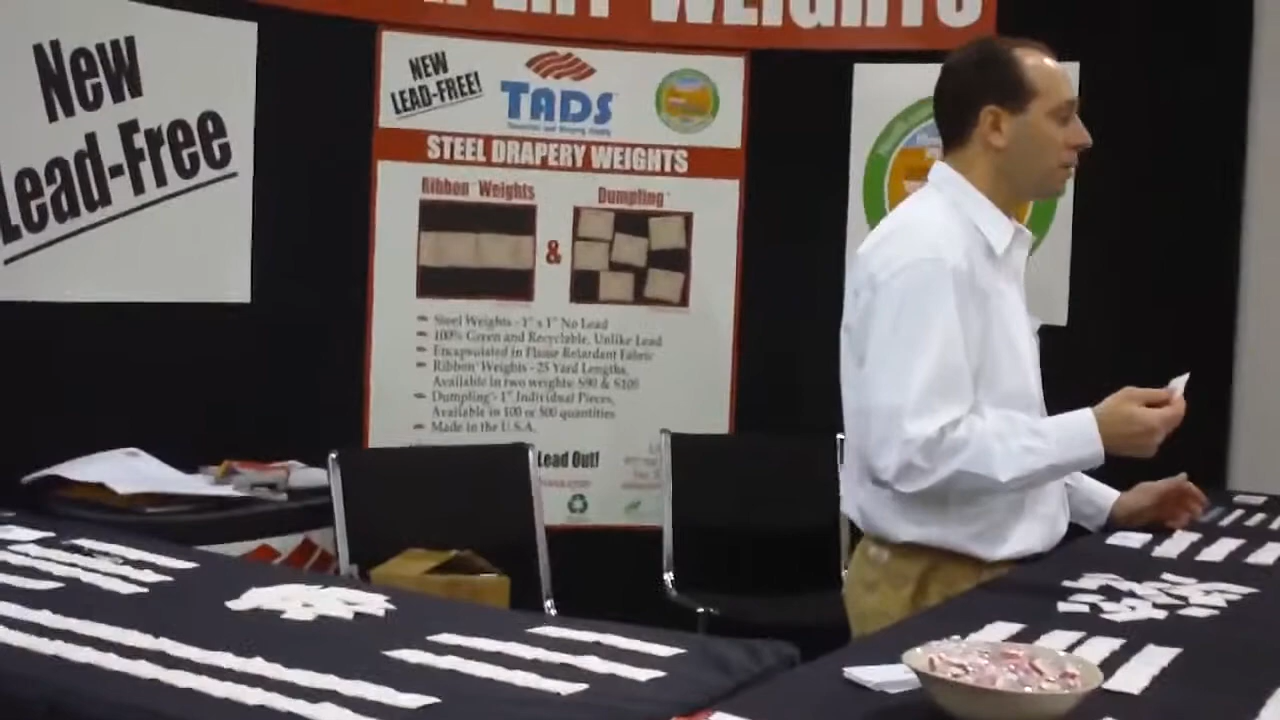 DRAPERY WEIGHTS
New
Lead-Free
NEW
LEAD-FREE!
TADS
STEEL DRAPERY WEIGHTS
Ribbon Weights
&
Dumpling
Steel Weights - 1" x 1" No Lead
100% Green and Recyclable, Unlike Lead
Encapsulated in Flame Retardant Fabric
Ribbon Weights - 25 Yard Lengths,
Available in two weights:
Dumpling - 1" Individual Pieces,
Available in 100 or 500 quantities
Made in the U.S.A.
Lead Out!